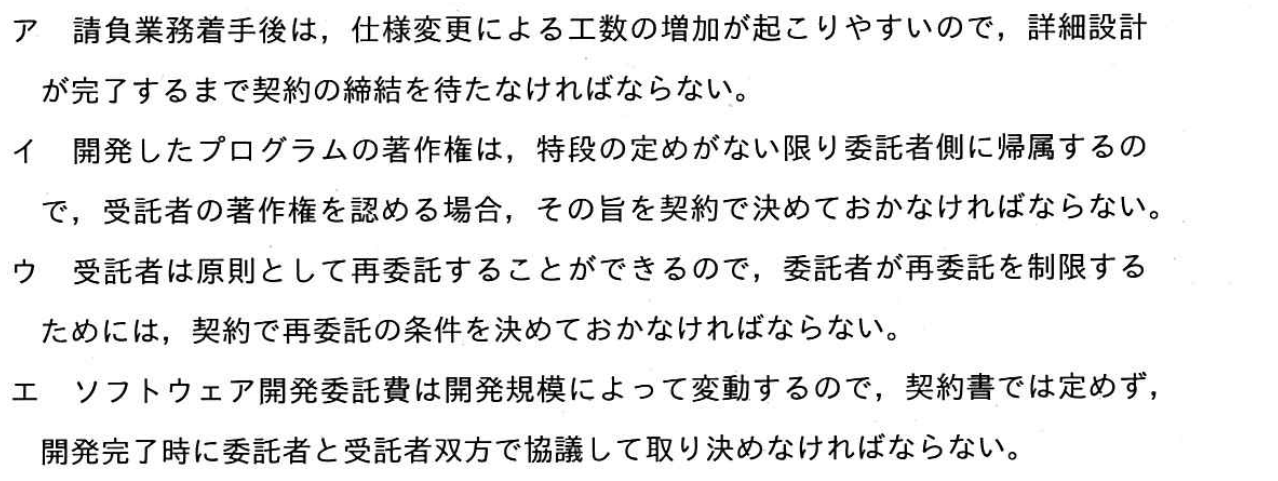 ア　請負業務着手後は，仕様変更による工数の増加が起こりやすいので，詳細設計
が完了するまで契約の締結を待たなければならない。
イ　開発したプログラムの著作権は，特段の定めがない限り委託者側に帰属するの
で，受託者の著作権を認める場合，その旨を契約で決めておかなければならない。
ウ　受託者は原則として再委託することができるので，委託者が再委託を制限する
ためには，契約で再委託の条件を決めておかなければならない。
エ　ソフトウェア開発委託費は開発規模によって変動するので，契約書では定めず，
開発完了時に委託者と受託者双方で協議して取り決めなければならない。